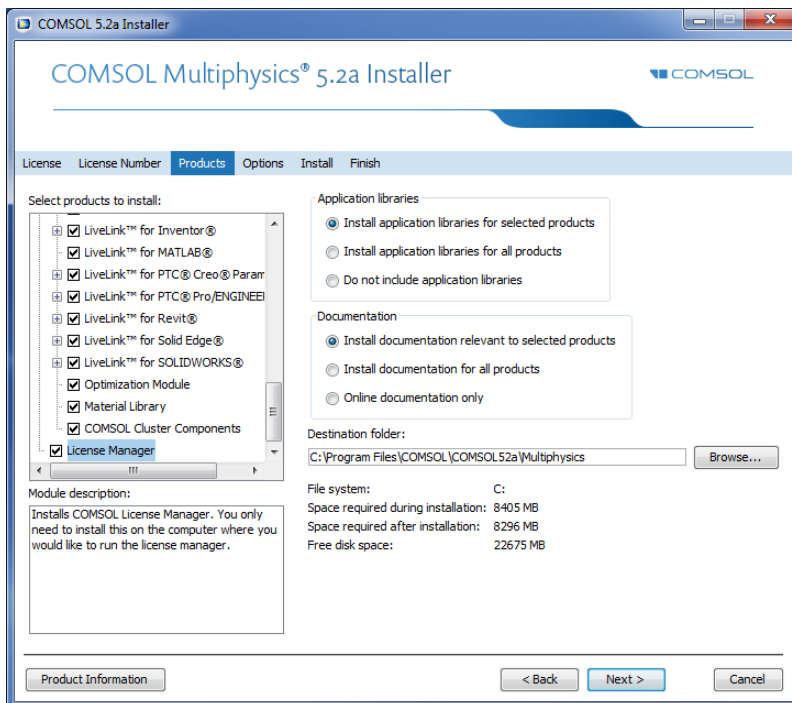 COMSOL 5.2a Installer
COMSOL Multiphysics® 5.2a Installer
COMSOL
License License Number Products Options Install Finish
Select products to install:
LiveLink™ for Inventor®
LiveLink™ for MATLAB®
LiveLink™ for PTC® Creo® Param
LiveLink™ for PTC® Pro/ENGINEE
LiveLink™ for Revit®
LiveLink™ for Solid Edge®
LiveLink™ for SOLIDWORKS®
Optimization Module
Material Library
COMSOL Cluster Components
License Manager
Module description:
Installs COMSOL License Manager. You only
need to install this on the computer where you
would like to run the license manager.
Application libraries
Install application libraries for selected products
Install application libraries for all products
Do not include application libraries
Documentation
Install documentation relevant to selected products
Install documentation for all products
Online documentation only
Destination folder:
C:\Program Files\COMSOL\COMSOL52a\Multiphysics Browse...
File system: C:
Space required during installation: 8405 MB
Space required after installation: 8296 MB
Free disk space: 22675 MB
Product Information < Back Next > Cancel